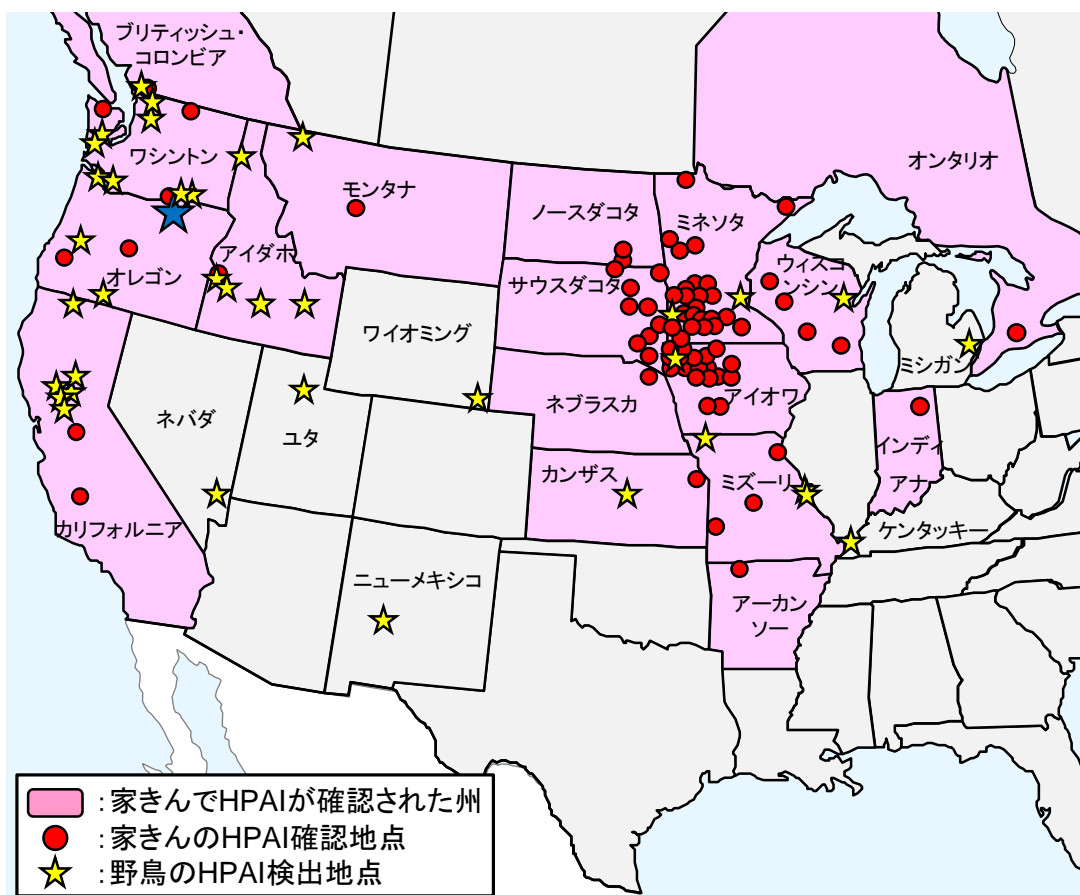 ブリティッシュ・
コロンビア
オンタリオ
ワシントン
モンタナ
ノースダコタ
ミネソタ
アイダホ
オレゴン
サウスダコタ
ウィスコ
ンシン
ワイオミング
ミシガン
ネブラスカ
アイオワ
ネバダ
ユタ
インディ
アナ
カンザス
ミズーリ
カリフォルニア
ケンタッキー
ニューメキシコ
アーカン
ソー
：家きんでHPAIが確認された州
：家きんのHPAI確認地点
：野鳥のHPAI検出地点